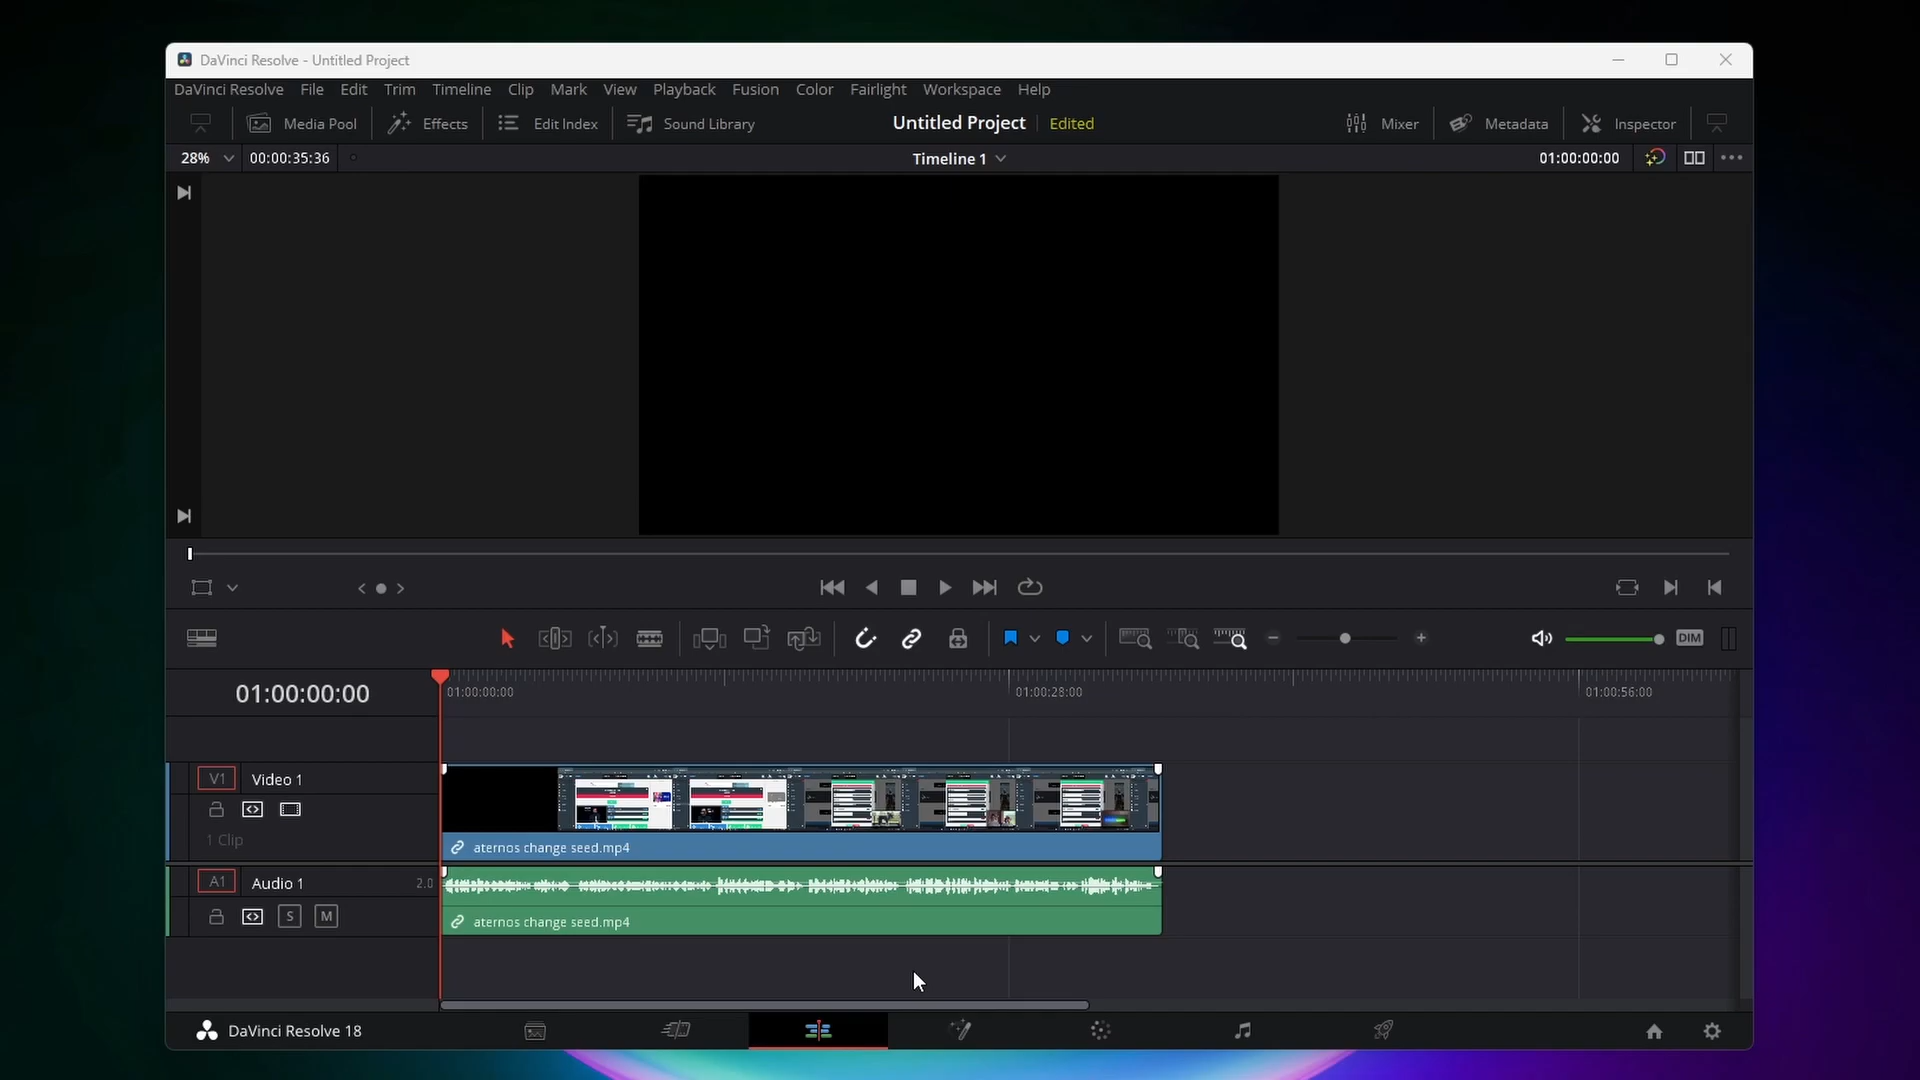 DaVinci Resolve - Untitled Project
DaVinci Resolve File Edit Trim Timeline Clip Mark View Playback Fusion Color Fairlight Workspace Help
Media Pool Effects Edit Index Sound Library Untitled Project Edited Mixer Metadata Inspector
28% 00:00:35:36 Timeline 1 01:00:00:00
DIM
01:00:00:00 01:00:00:00 01:00:28:00 01:00:56:00
V1 Video 1
1 Clip
aternos change seed.mp4
A1 Audio 1 2.0
S M
aternos change seed.mp4
DaVinci Resolve 18